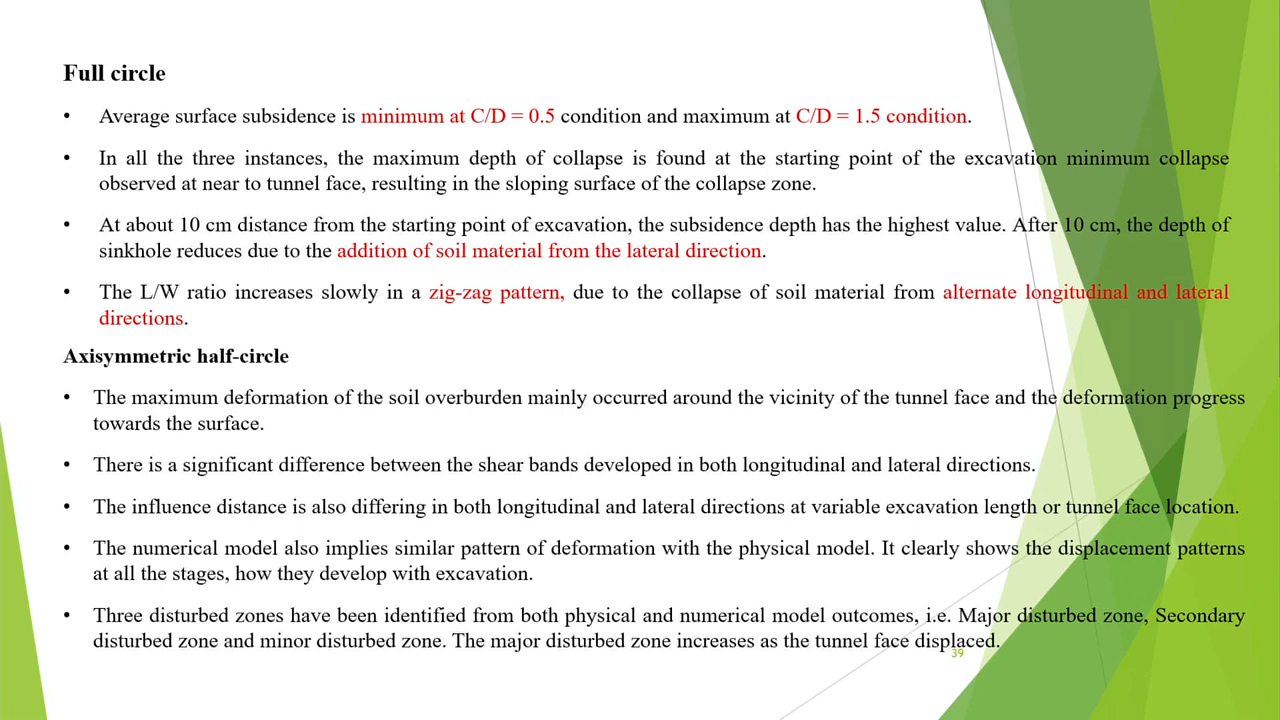 Full circle
• Average surface subsidence is minimum at C/D = 0.5 condition and maximum at C/D = 1.5 condition.
• In all the three instances, the maximum depth of collapse is found at the starting point of the excavation minimum collapse
observed at near to tunnel face, resulting in the sloping surface of the collapse zone.
• At about 10 cm distance from the starting point of excavation, the subsidence depth has the highest value. After 10 cm, the depth of
sinkhole reduces due to the addition of soil material from the lateral direction.
• The L/W ratio increases slowly in a zig-zag pattern, due to the collapse of soil material from alternate longitudinal and lateral
directions.
Axisymmetric half-circle
• The maximum deformation of the soil overburden mainly occurred around the vicinity of the tunnel face and the deformation progress
towards the surface.
• There is a significant difference between the shear bands developed in both longitudinal and lateral directions.
• The influence distance is also differing in both longitudinal and lateral directions at variable excavation length or tunnel face location.
• The numerical model also implies similar pattern of deformation with the physical model. It clearly shows the displacement patterns
at all the stages, how they develop with excavation.
• Three disturbed zones have been identified from both physical and numerical model outcomes, i.e. Major disturbed zone, Secondary
disturbed zone and minor disturbed zone. The major disturbed zone increases as the tunnel face displaced.
39